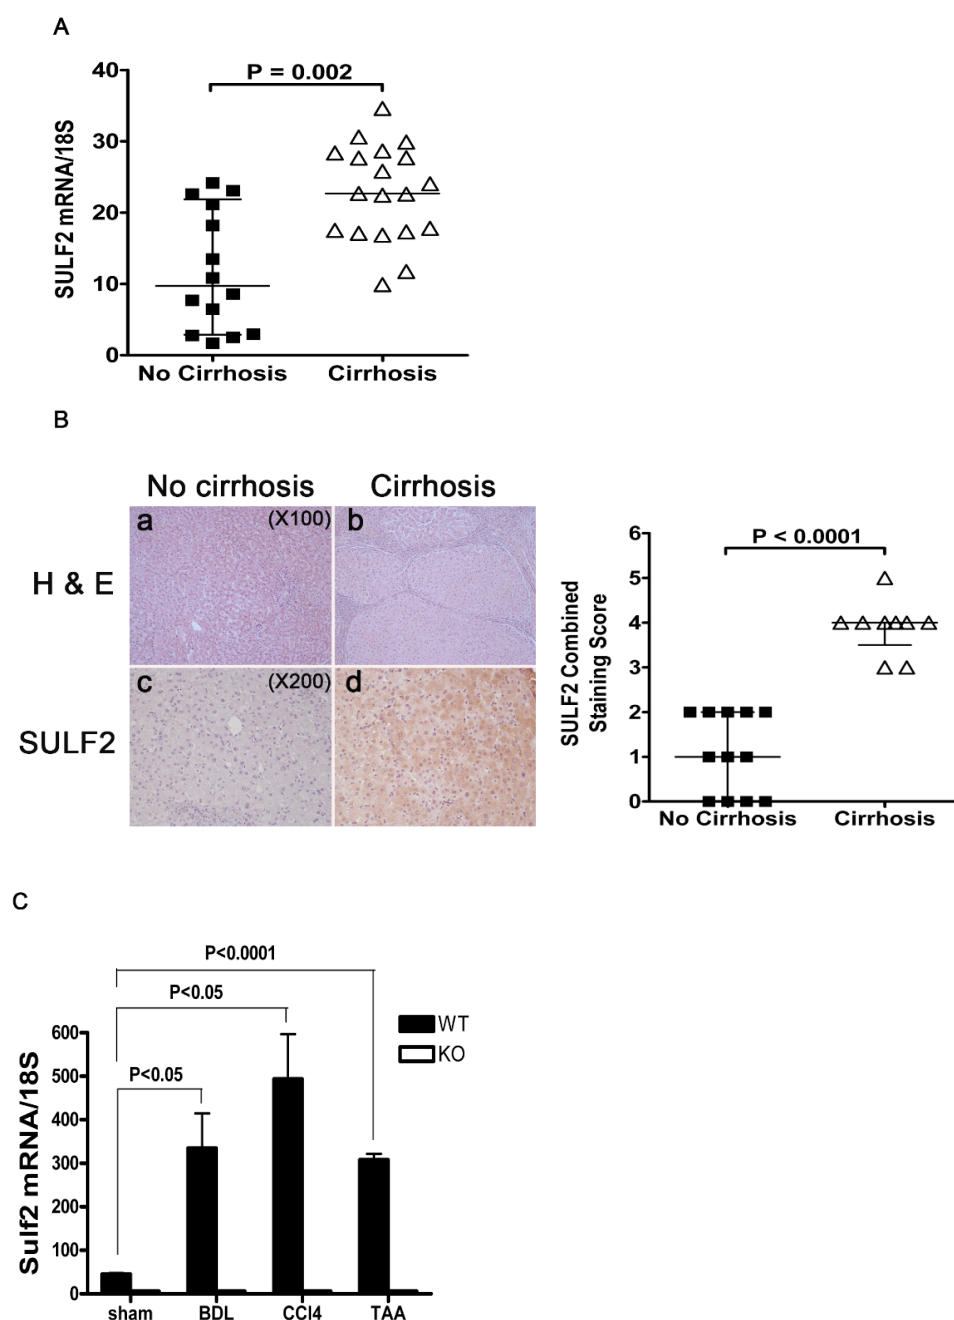 A
P = 0.002
40
30
20
10
0
SULF2 mRNA/18S
No Cirrhosis
Cirrhosis
B
No cirrhosis
Cirrhosis
a
(X100)
b
H & E
c
(X200)
d
SULF2
P < 0.0001
6
5
4
3
2
1
0
SULF2 Combined
Staining Score
No Cirrhosis
Cirrhosis
C
P<0.0001
P<0.05
P<0.05
WT
KO
600
500
400
300
200
100
0
Sulf2 mRNA/18S
sham
BDL
CCl4
TAA